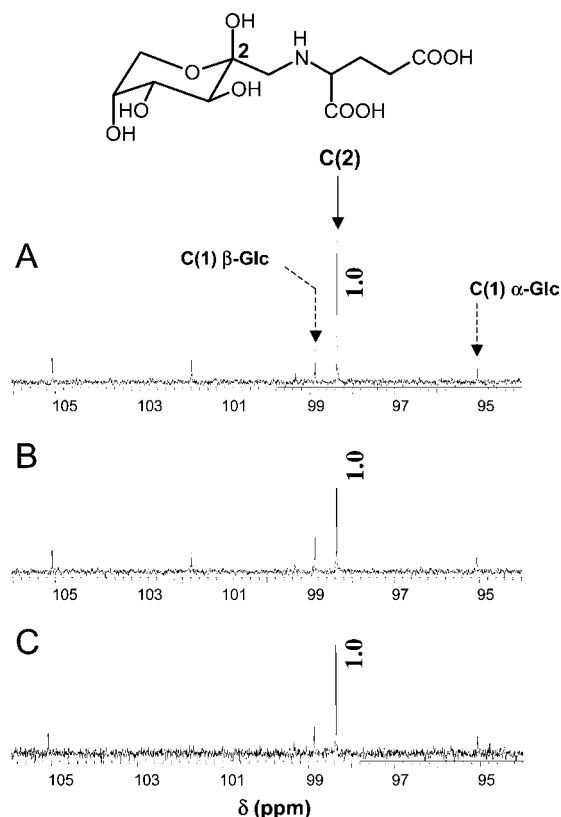 OH
2
H
O
N
COOH
HO
OH
OH
COOH
OH
C(2)
A
C(1) β-Glc
1.0
C(1) α-Glc
105 103 101 99 97 95
B
1.0
105 103 101 99 97 95
C
1.0
105 103 101 99 97 95
δ (ppm)